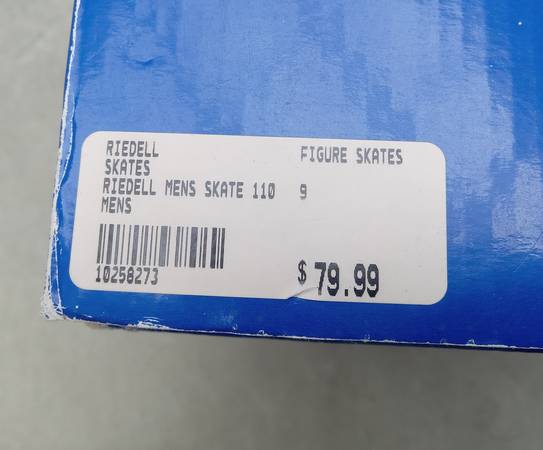 RIEDELL FIGURE SKATES
SKATES
RIEDELL MENS SKATE 110 9
MENS
10258273 $79.99